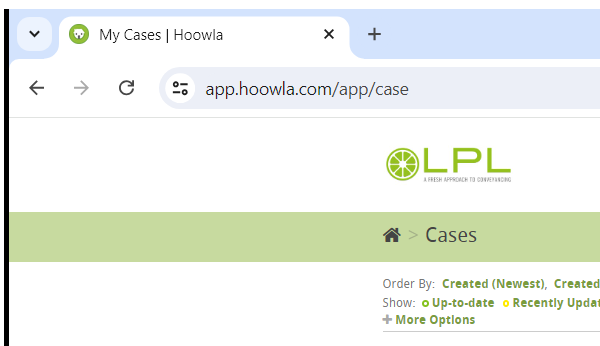 My Cases | Hoowla
app.hoowla.com/app/case
LPL
A FRESH APPROACH TO CONVEYANCING
> Cases
Order By: Created (Newest), Created
Show: Up-to-date Recently Updat
More Options